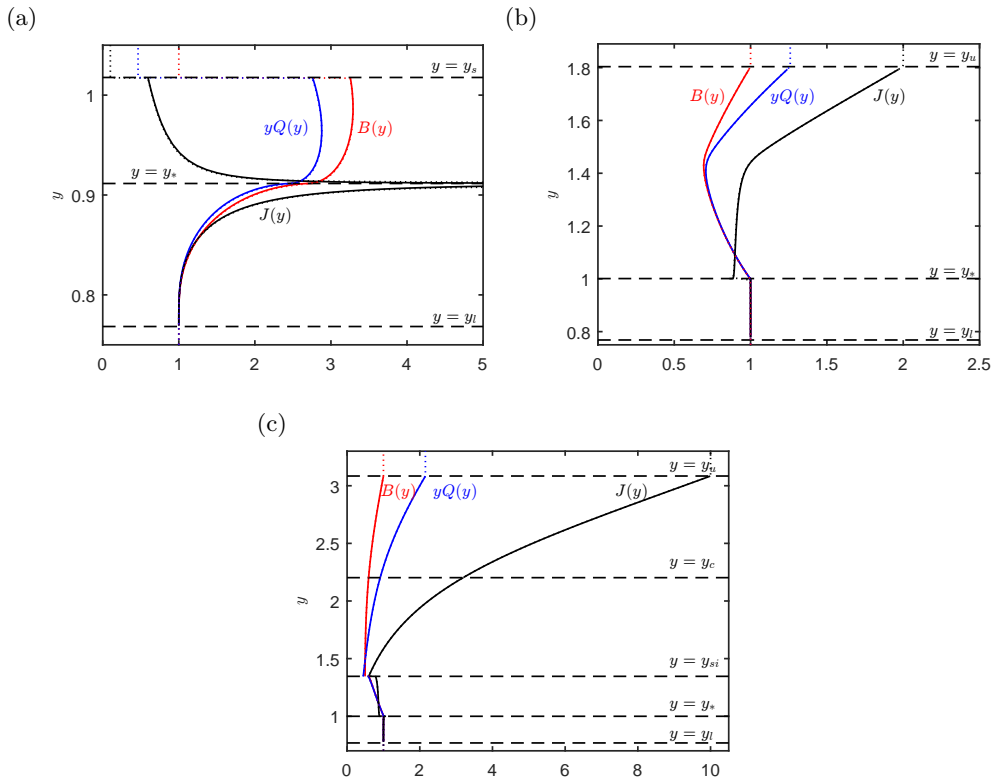 (a)
y = y_s
1
yQ(y)
B(y)
y = y_*
0.9
y
J(y)
0.8
y = y_l
0 1 2 3 4 5
(b)
1.8
y = y_u
B(y)
yQ(y)
J(y)
1.6
1.4
y
1.2
y = y_*
1
y = y_l
0.8
0 0.5 1 1.5 2 2.5
(c)
y = y_u
3
B(y)
yQ(y)
J(y)
2.5
y = y_c
y
2
y = y_si
1.5
y = y_*
1
y = y_l
0 2 4 6 8 10